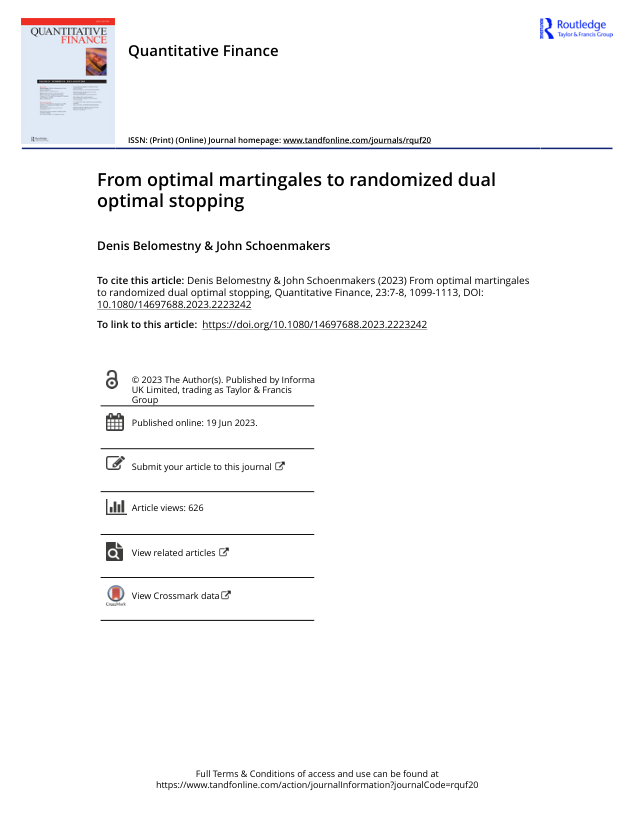 QUANTITATIVE
FINANCE
Routledge
Taylor & Francis Group
Quantitative Finance
ISSN: (Print) (Online) Journal homepage: www.tandfonline.com/journals/rquf20
From optimal martingales to randomized dual
optimal stopping
Denis Belomestny & John Schoenmakers
To cite this article: Denis Belomestny & John Schoenmakers (2023) From optimal martingales
to randomized dual optimal stopping, Quantitative Finance, 23:7-8, 1099-1113, DOI:
10.1080/14697688.2023.2223242
To link to this article: https://doi.org/10.1080/14697688.2023.2223242
© 2023 The Author(s). Published by Informa
UK Limited, trading as Taylor & Francis
Group
Published online: 19 Jun 2023.
Submit your article to this journal
Article views: 626
View related articles
View Crossmark data
CrossMark
Full Terms & Conditions of access and use can be found at
https://www.tandfonline.com/action/journalInformation?journalCode=rquf20